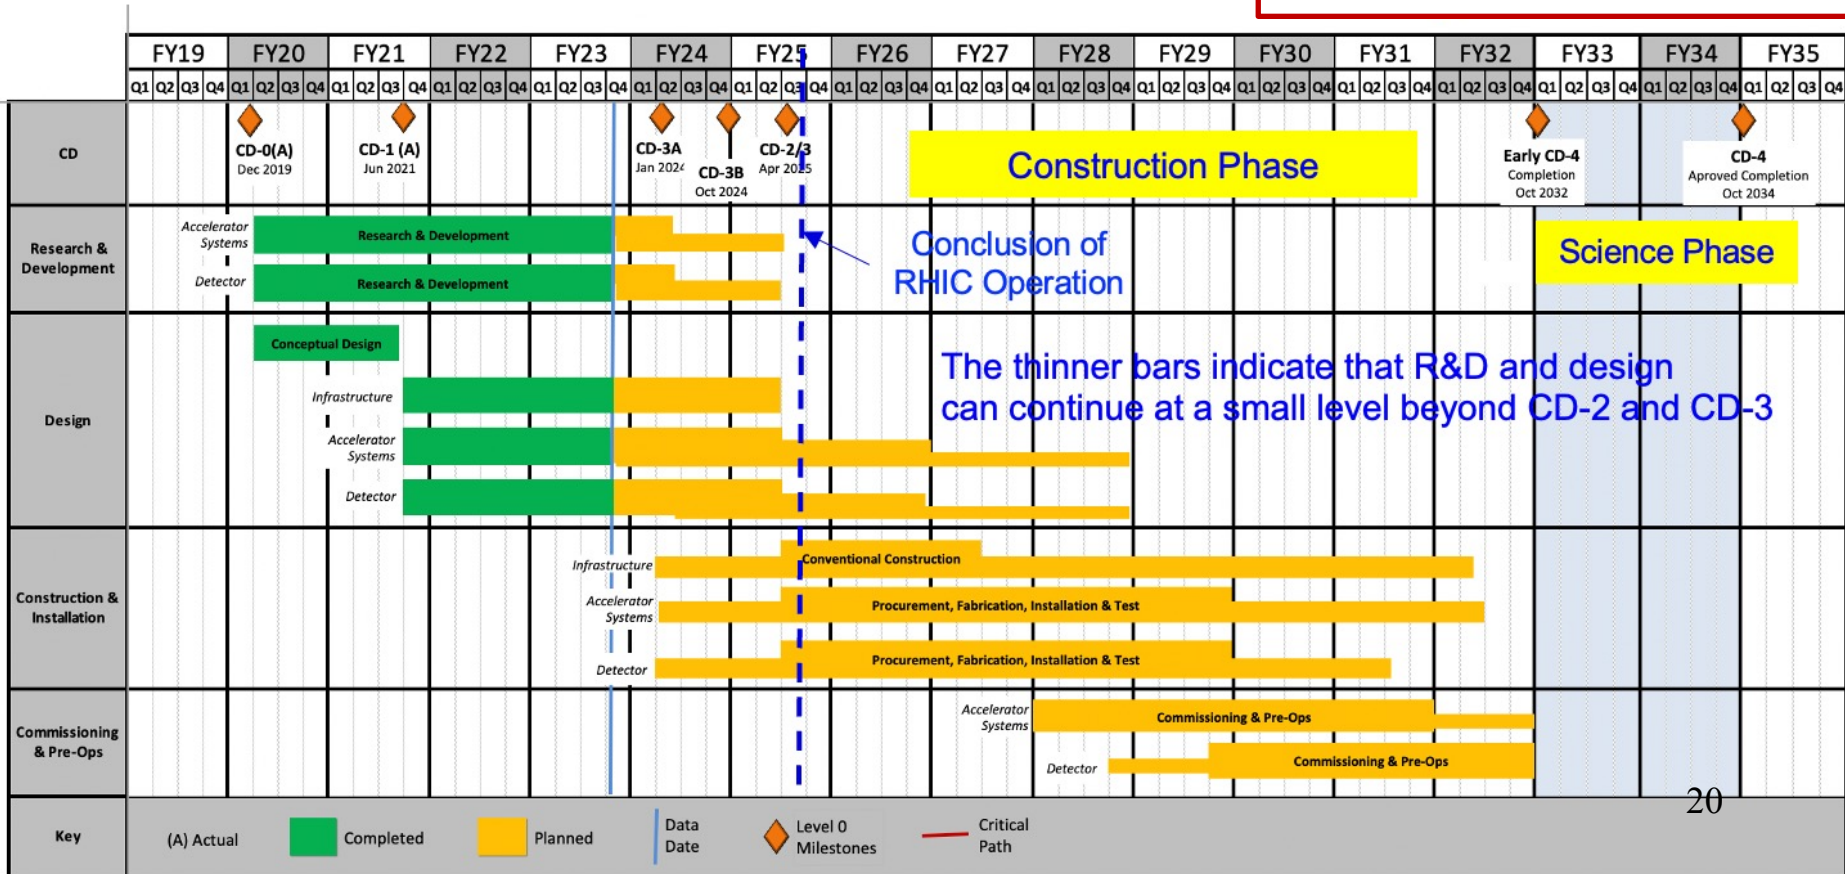 FY19 FY20 FY21 FY22 FY23 FY24 FY25 FY26 FY27 FY28 FY29 FY30 FY31 FY32 FY33 FY34 FY35
Q1 Q2 Q3 Q4 Q1 Q2 Q3 Q4 Q1 Q2 Q3 Q4 Q1 Q2 Q3 Q4 Q1 Q2 Q3 Q4 Q1 Q2 Q3 Q4 Q1 Q2 Q3 Q4 Q1 Q2 Q3 Q4 Q1 Q2 Q3 Q4 Q1 Q2 Q3 Q4 Q1 Q2 Q3 Q4 Q1 Q2 Q3 Q4 Q1 Q2 Q3 Q4 Q1 Q2 Q3 Q4 Q1 Q2 Q3 Q4 Q1 Q2 Q3 Q4 Q1 Q2 Q3 Q4
CD
CD-0(A)
Dec 2019
CD-1 (A)
Jun 2021
CD-3A
Jan 2024
CD-3B
Oct 2024
CD-2/3
Apr 2025
Construction Phase
Early CD-4
Completion
Oct 2032
CD-4
Aproved Completion
Oct 2034
Research &
Development
Accelerator
Systems
Research & Development
Detector
Research & Development
Conclusion of
RHIC Operation
Science Phase
Design
Conceptual Design
Infrastructure
Accelerator
Systems
Detector
The thinner bars indicate that R&D and design
can continue at a small level beyond CD-2 and CD-3
Construction &
Installation
Infrastructure
Conventional Construction
Accelerator
Systems
Procurement, Fabrication, Installation & Test
Detector
Procurement, Fabrication, Installation & Test
Commissioning
& Pre-Ops
Accelerator
Systems
Commissioning & Pre-Ops
Detector
Commissioning & Pre-Ops
20
Key
(A) Actual
Completed
Planned
Data
Date
Level 0
Milestones
Critical
Path